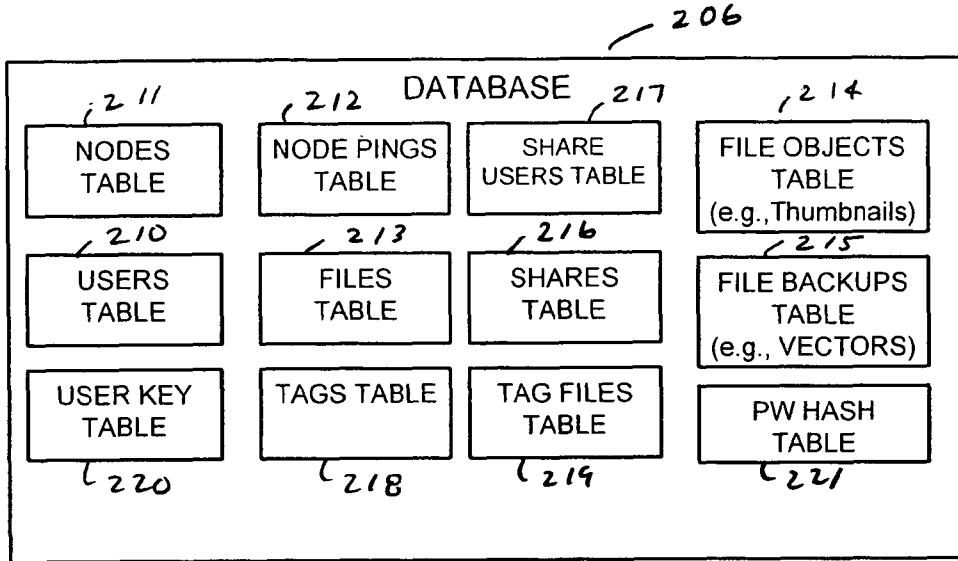 206
DATABASE
211
NODES
TABLE
212
NODE PINGS
TABLE
217
SHARE
USERS TABLE
214
FILE OBJECTS
TABLE
(e.g.,Thumbnails)
210
USERS
TABLE
213
FILES
TABLE
216
SHARES
TABLE
215
FILE BACKUPS
TABLE
(e.g., VECTORS)
USER KEY
TABLE
220
TAGS TABLE
218
TAG FILES
TABLE
219
PW HASH
TABLE
221